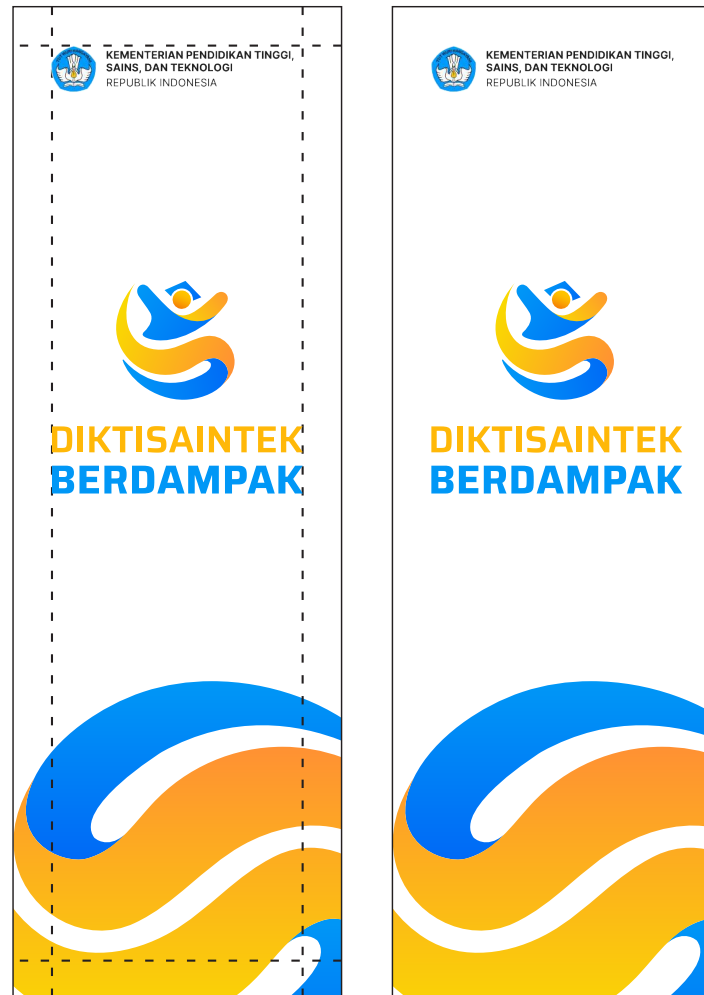 KEMENTERIAN PENDIDIKAN TINGGI,
SAINS, DAN TEKNOLOGI
REPUBLIK INDONESIA
DIKTISAINTEK
BERDAMPAK
KEMENTERIAN PENDIDIKAN TINGGI,
SAINS, DAN TEKNOLOGI
REPUBLIK INDONESIA
DIKTISAINTEK
BERDAMPAK